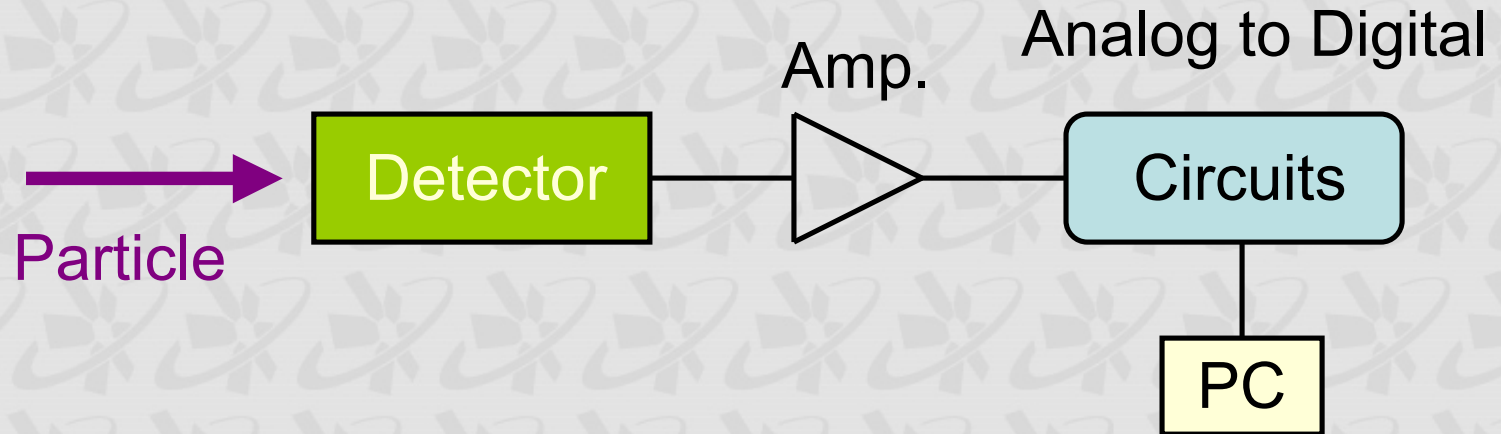 Analog to Digital
Amp.
Detector
Circuits
Particle
PC